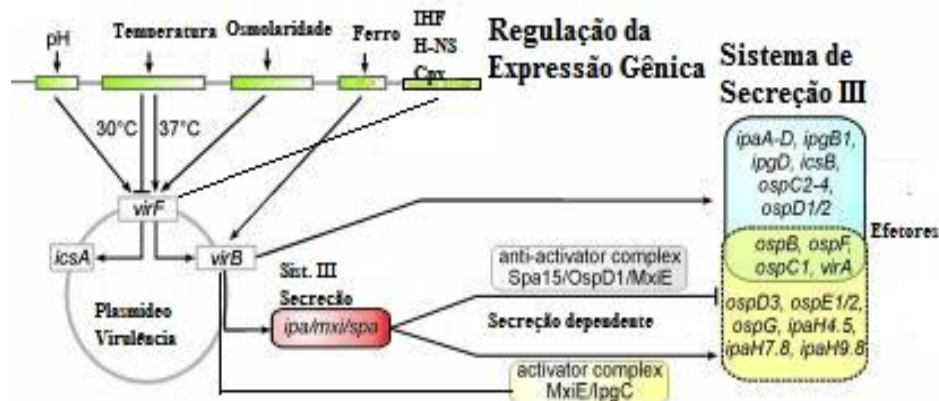 pH
Temperatura
Osmolaridade
Ferro
IHF
H-NS
Cpx
Regulação da
Expressão Gênica
Sistema de
Secreção III
30°C
37°C
virF
icsA
virB
Plasmídeo
Virulência
Sist. III
Secreção
ipa/mxi/spa
anti-activator complex
Spa15/OspD1/MxiE
Secreção dependente
activator complex
MxiE/IpgC
ipaA-D, ipgB1,
ipgD, icsB,
ospC2-4,
ospD1/2
Efetores
ospB, ospF,
ospC1, virA
ospD3, ospE1/2,
ospG, ipaH4.5,
ipaH7.8, ipaH9.8